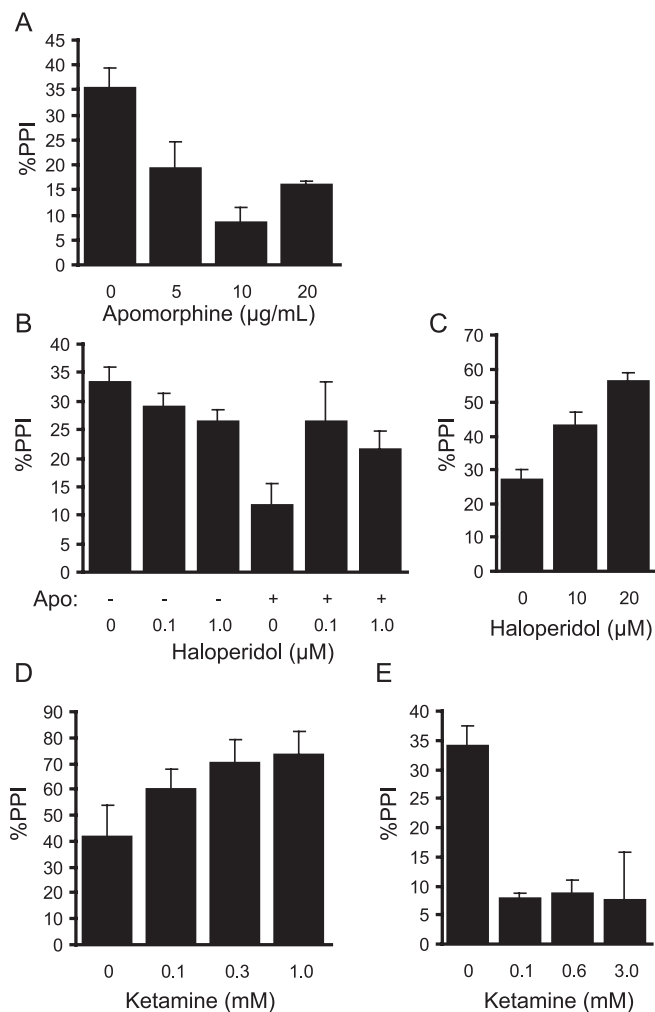 A
45
40
35
30
25
20
15
10
5
0
%PPI
0 5 10 20
Apomorphine (µg/mL)
B
40
35
30
25
20
15
10
5
0
%PPI
Apo: - - - + + +
0 0.1 1.0 0 0.1 1.0
Haloperidol (µM)
C
70
60
50
40
30
20
10
0
%PPI
0 10 20
Haloperidol (µM)
D
90
80
70
60
50
40
30
20
10
0
%PPI
0 0.1 0.3 1.0
Ketamine (mM)
E
40
35
30
25
20
15
10
5
0
%PPI
0 0.1 0.6 3.0
Ketamine (mM)